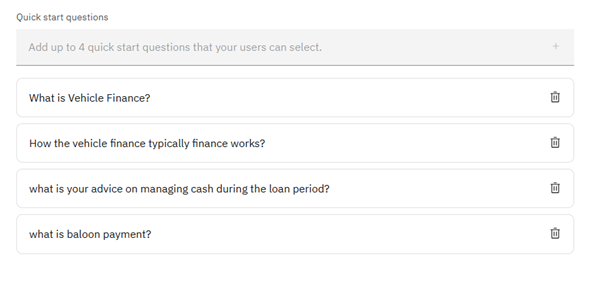 Quick start questions
Add up to 4 quick start questions that your users can select.
What is Vehicle Finance?
How the vehicle finance typically finance works?
what is your advice on managing cash during the loan period?
what is baloon payment?